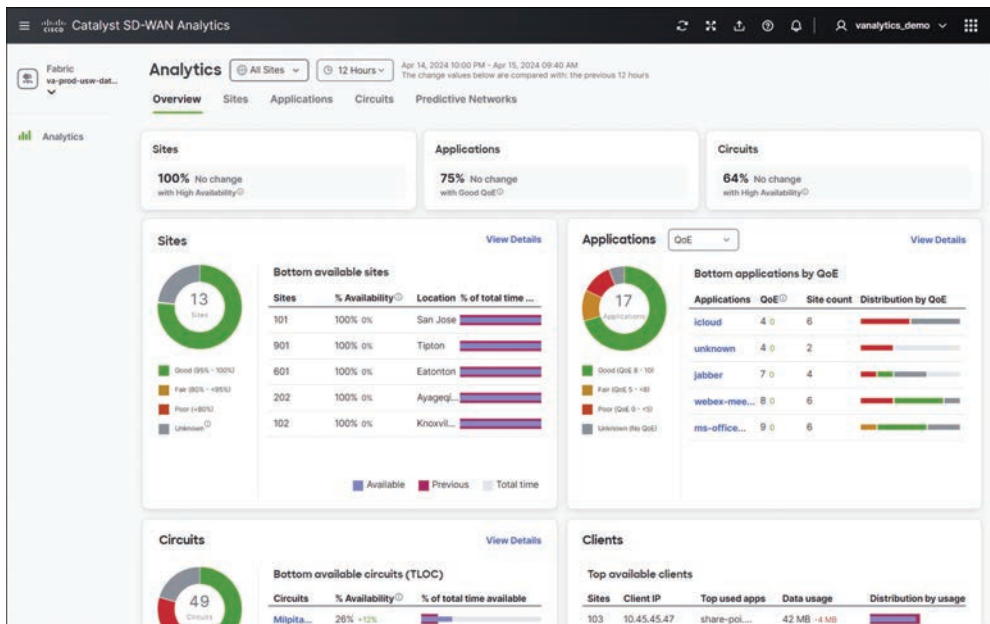 CISCO Catalyst SD-WAN Analytics
vanalytics_demo
Fabric
va-prod-usw-dat...
Analytics
Analytics All Sites 12 Hours Apr 14, 2024 10:00 PM - Apr 15, 2024 09:40 AM
The change values below are compared with: the previous 12 hours
Overview Sites Applications Circuits Predictive Networks
Sites
100% No change
with High Availability
Applications
75% No change
with Good QoE
Circuits
64% No change
with High Availability
Sites View Details
13
Sites
Good (95% - 100%)
Fair (80% - <95%)
Poor (<80%)
Unknown
Bottom available sites
Sites % Availability Location % of total time ...
101 100% 0% San Jose
901 100% 0% Tipton
601 100% 0% Eatonton
202 100% 0% Ayageqi...
102 100% 0% Knoxvil...
Available Previous Total time
Applications QoE View Details
17
Applications
Good (QoE 8 - 10)
Fair (QoE 5 - <8)
Poor (QoE 0 - <5)
Unknown (No QoE)
Bottom applications by QoE
Applications QoE Site count Distribution by QoE
icloud 4 0 6
unknown 4 0 2
jabber 7 0 4
webex-mee... 8 0 6
ms-office... 9 0 6
Circuits View Details
49
Circuits
Bottom available circuits (TLOC)
Circuits % Availability % of total time available
Milpita... 26% +12%
Clients
Top available clients
Sites Client IP Top used apps Data usage Distribution by usage
103 10.45.45.47 share-poi.... 42 MB -4 MB